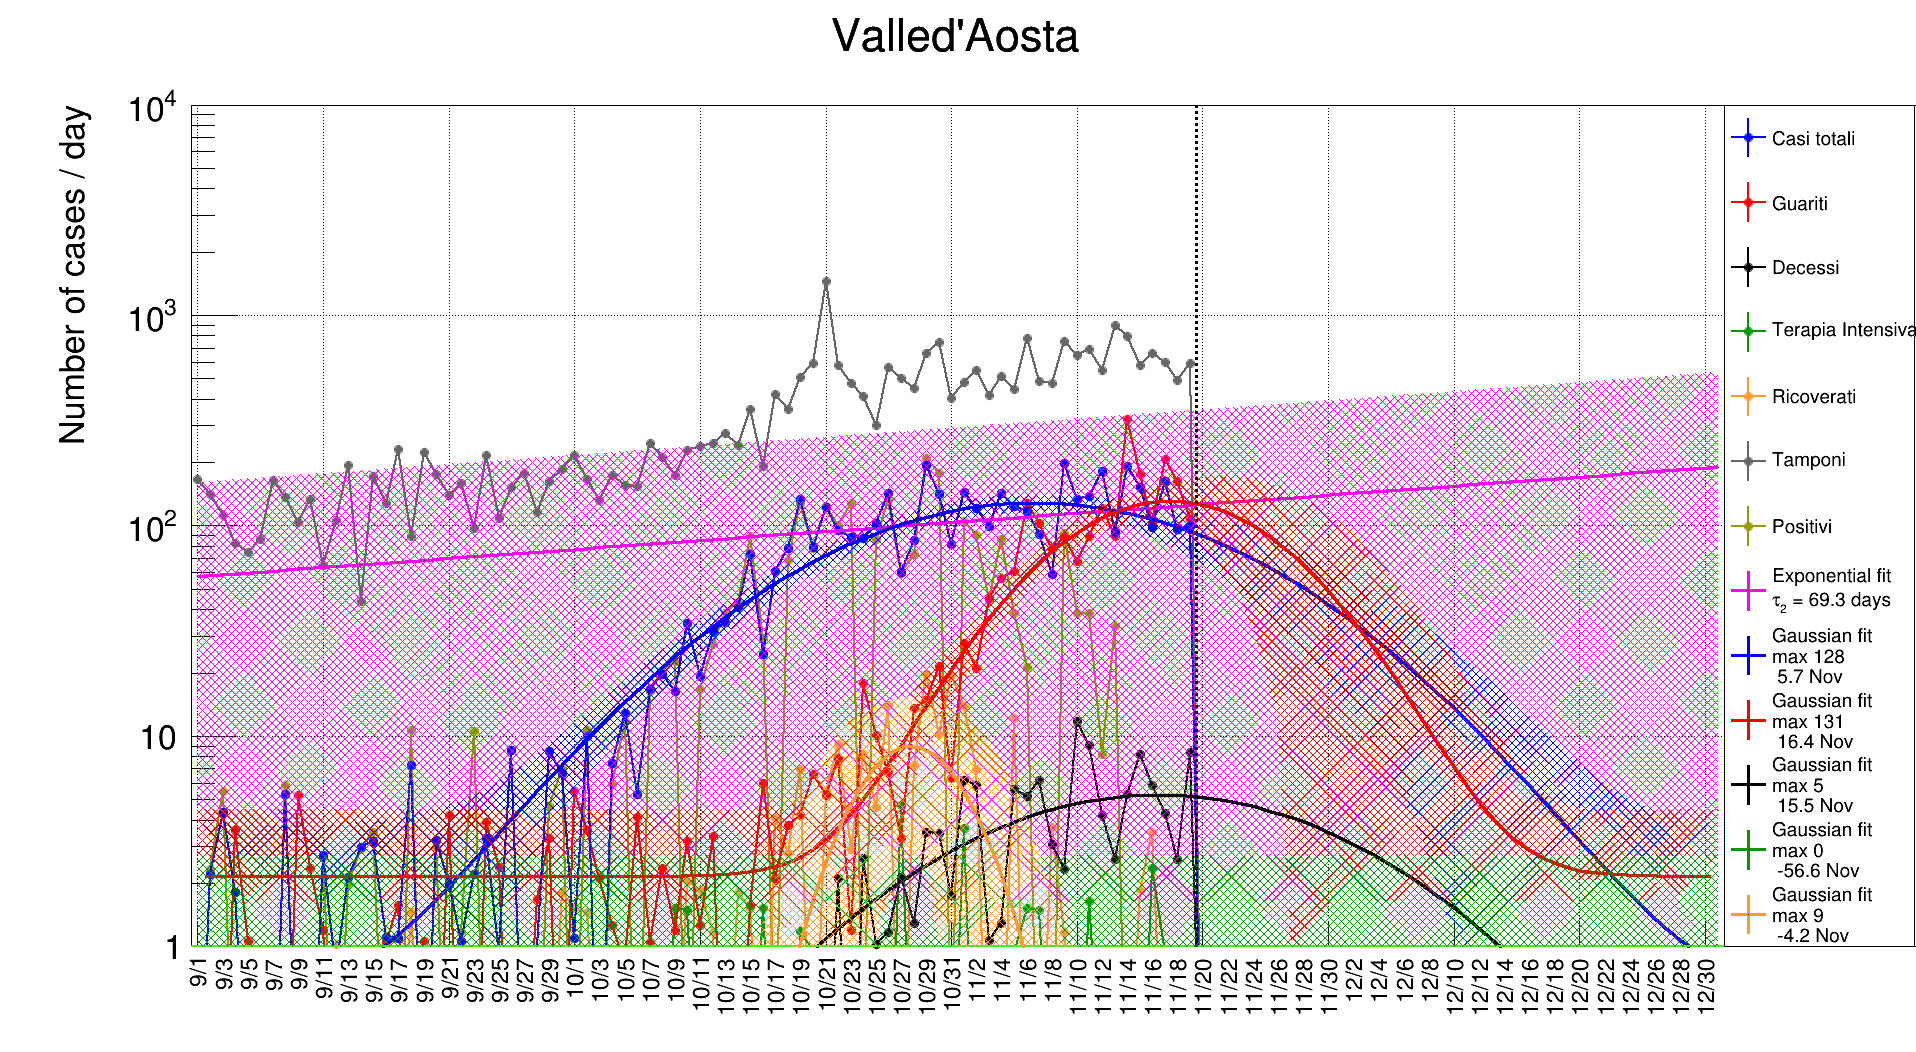 Valled'Aosta
Number of cases / day
10^4
10^3
10^2
10
1
9/1 9/3 9/5 9/7 9/9 9/11 9/13 9/15 9/17 9/19 9/21 9/23 9/25 9/27 9/29 10/1 10/3 10/5 10/7 10/9 10/11 10/13 10/15 10/17 10/19 10/21 10/23 10/25 10/27 10/29 10/31 11/2 11/4 11/6 11/8 11/10 11/12 11/14 11/16 11/18 11/20 11/22 11/24 11/26 11/28 11/30 12/2 12/4 12/6 12/8 12/10 12/12 12/14 12/16 12/18 12/20 12/22 12/24 12/26 12/28 12/30
Casi totali
Guariti
Decessi
Terapia Intensiva
Ricoverati
Tamponi
Positivi
Exponential fit
τ2 = 69.3 days
Gaussian fit
max 128
5.7 Nov
Gaussian fit
max 131
16.4 Nov
Gaussian fit
max 5
15.5 Nov
Gaussian fit
max 0
-56.6 Nov
Gaussian fit
max 9
-4.2 Nov